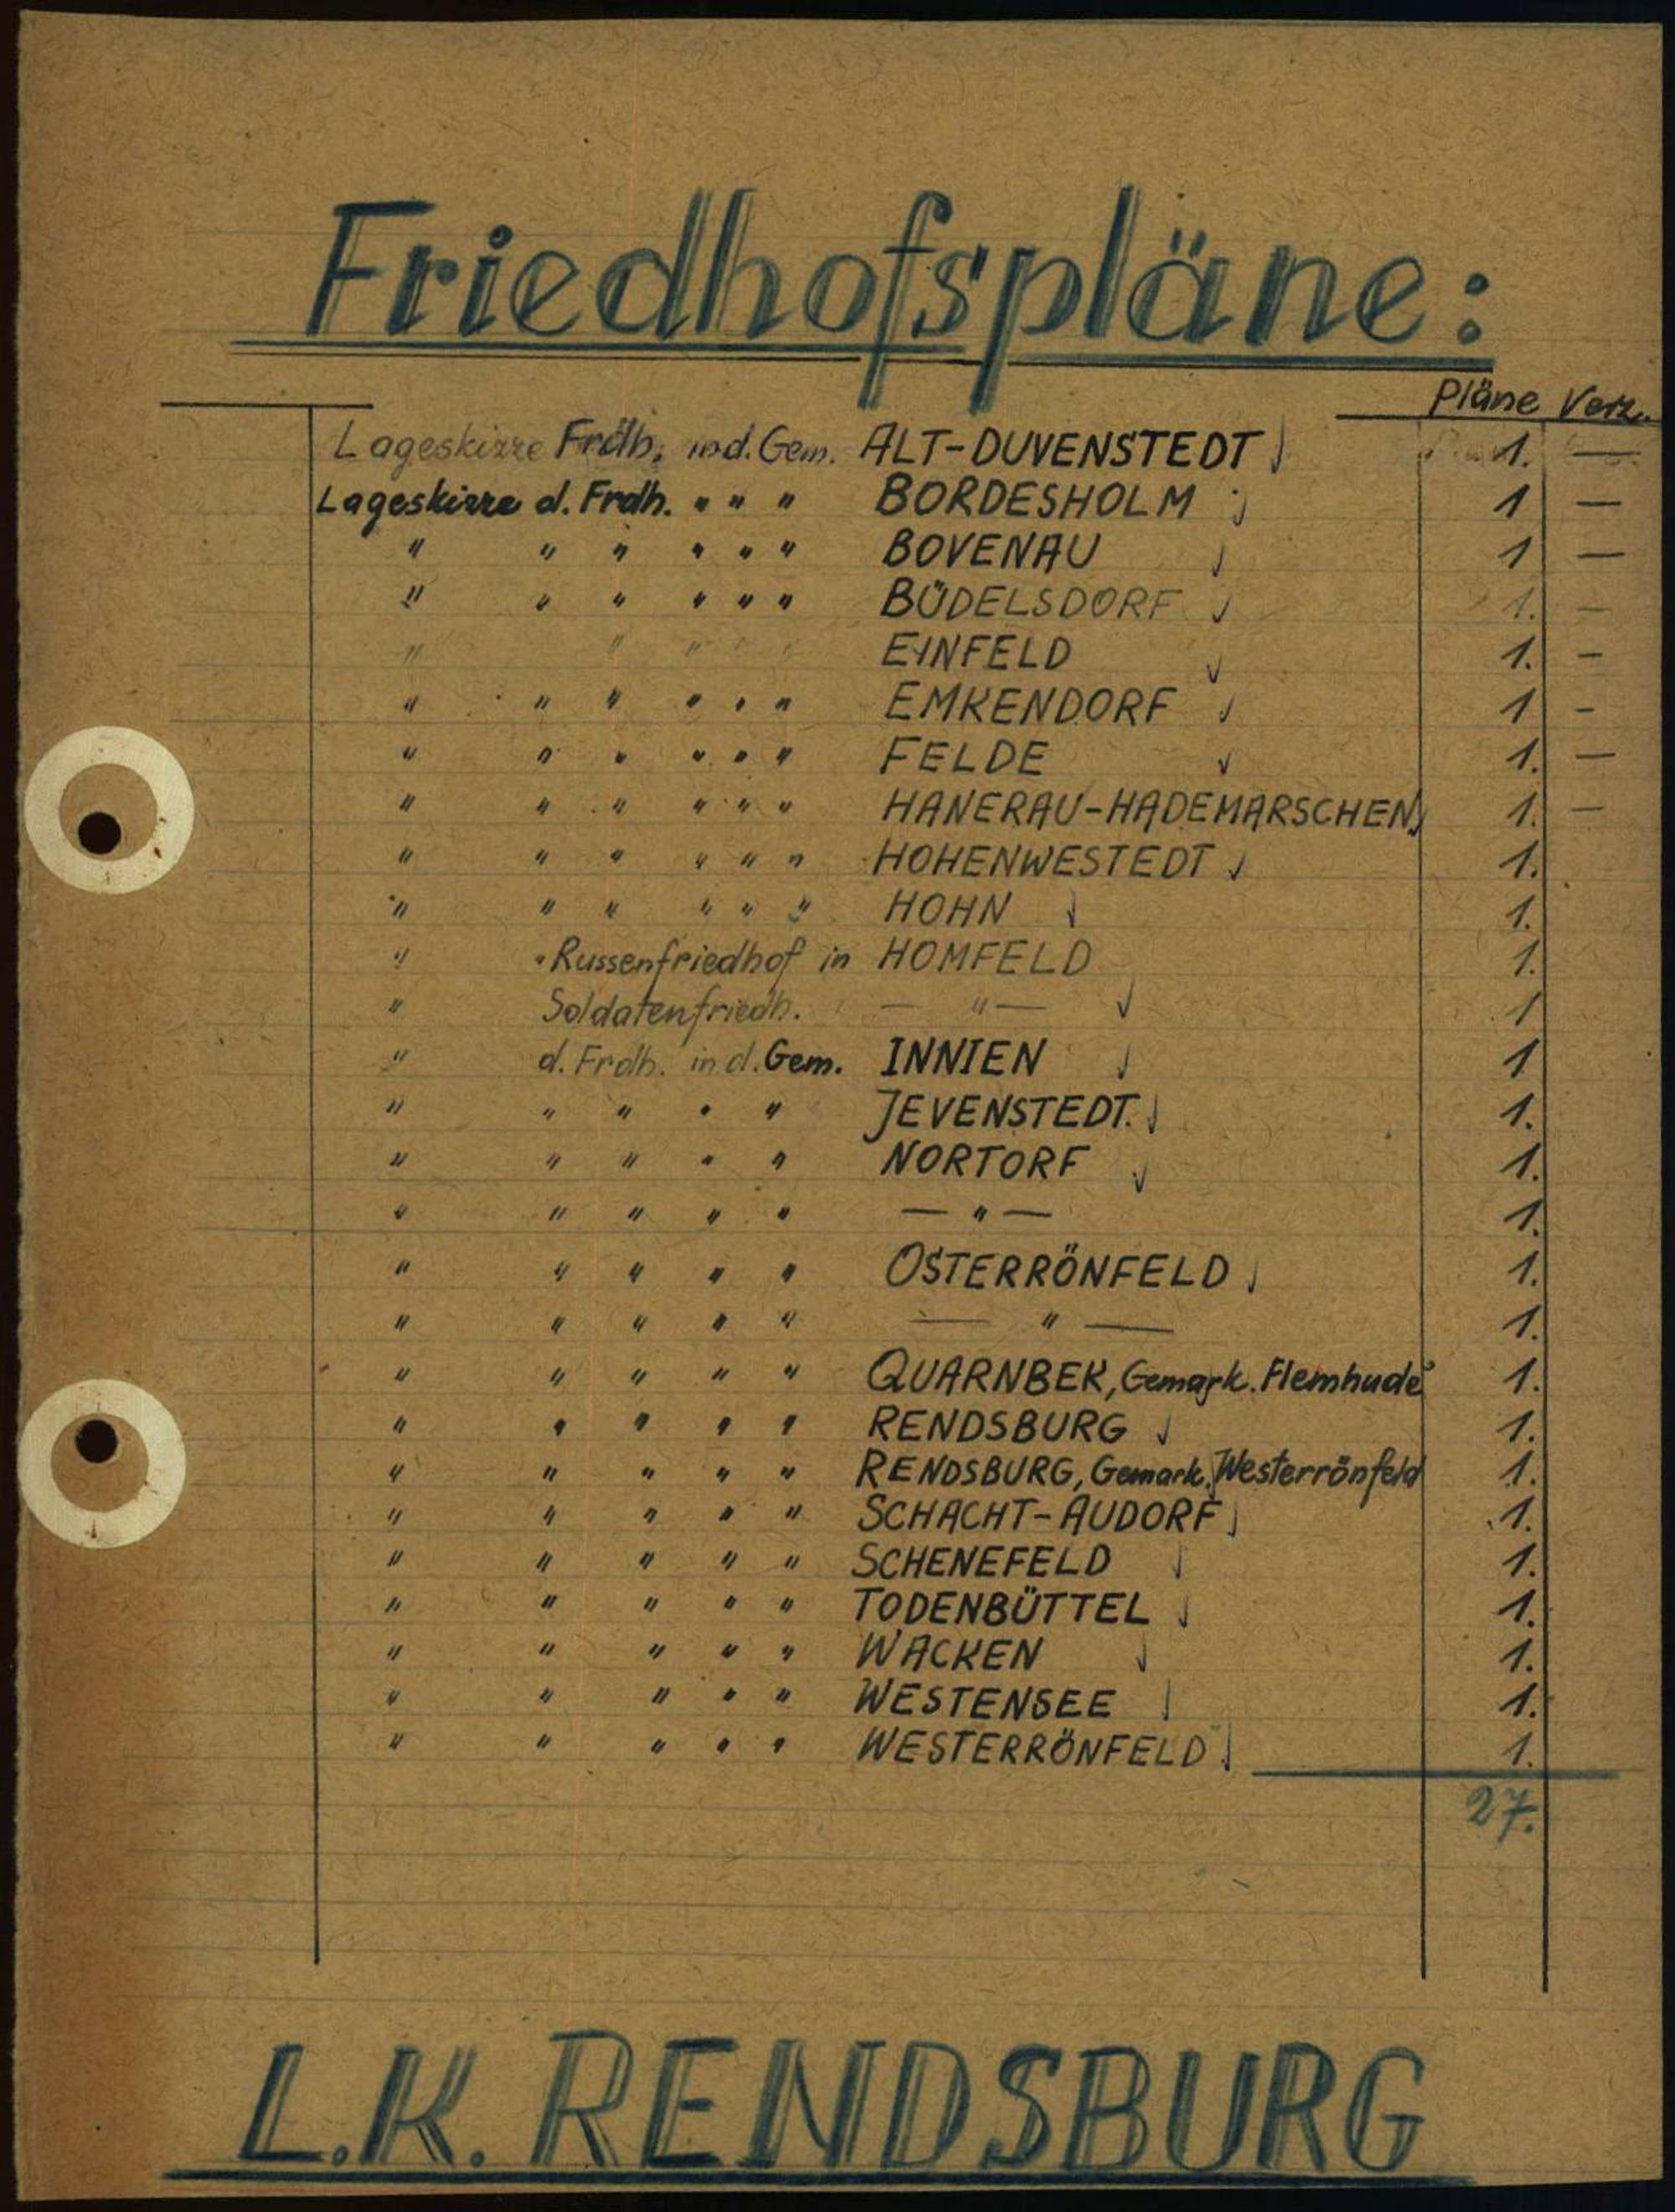 Friedhofspläne:
Pläne Verz.
Lageskizze Frdh. in d. Gem. ALT-DUVENSTEDT 1. —
Lageskizze d. Frdh. " " " BORDESHOLM 1 —
" " " " " " BOVENAU 1 —
" " " " " " BÜDELSDORF 1. —
" " " " " EINFELD 1. —
" " " " " " EMKENDORF 1 —
" " " " " " FELDE 1. —
" " " " " " HANERAU-HADEMARSCHEN 1. —
" " " " " " HOHENWESTEDT 1.
" " " " " " HOHN 1.
" " Russenfriedhof in HOMFELD 1.
" Soldatenfriedh. — " — 1
" d. Frdh. in d. Gem. INNIEN 1
" " " " " JEVENSTEDT. 1.
" " " " " NORTORF 1.
" " " " " — " — 1.
" " " " " OSTERRÖNFELD 1.
" " " " " — " — 1.
" " " " " QUARNBEK, Gemark. Flemhude 1.
" " " " " RENDSBURG 1.
" " " " " RENDSBURG, Gemark. Westerrönfeld 1.
" " " " " SCHACHT-AUDORF 1.
" " " " " SCHENEFELD 1.
" " " " " TODENBÜTTEL 1.
" " " " " WACKEN 1.
" " " " " WESTENSEE 1.
" " " " " WESTERRÖNFELD 1.
27.
L.K. RENDSBURG